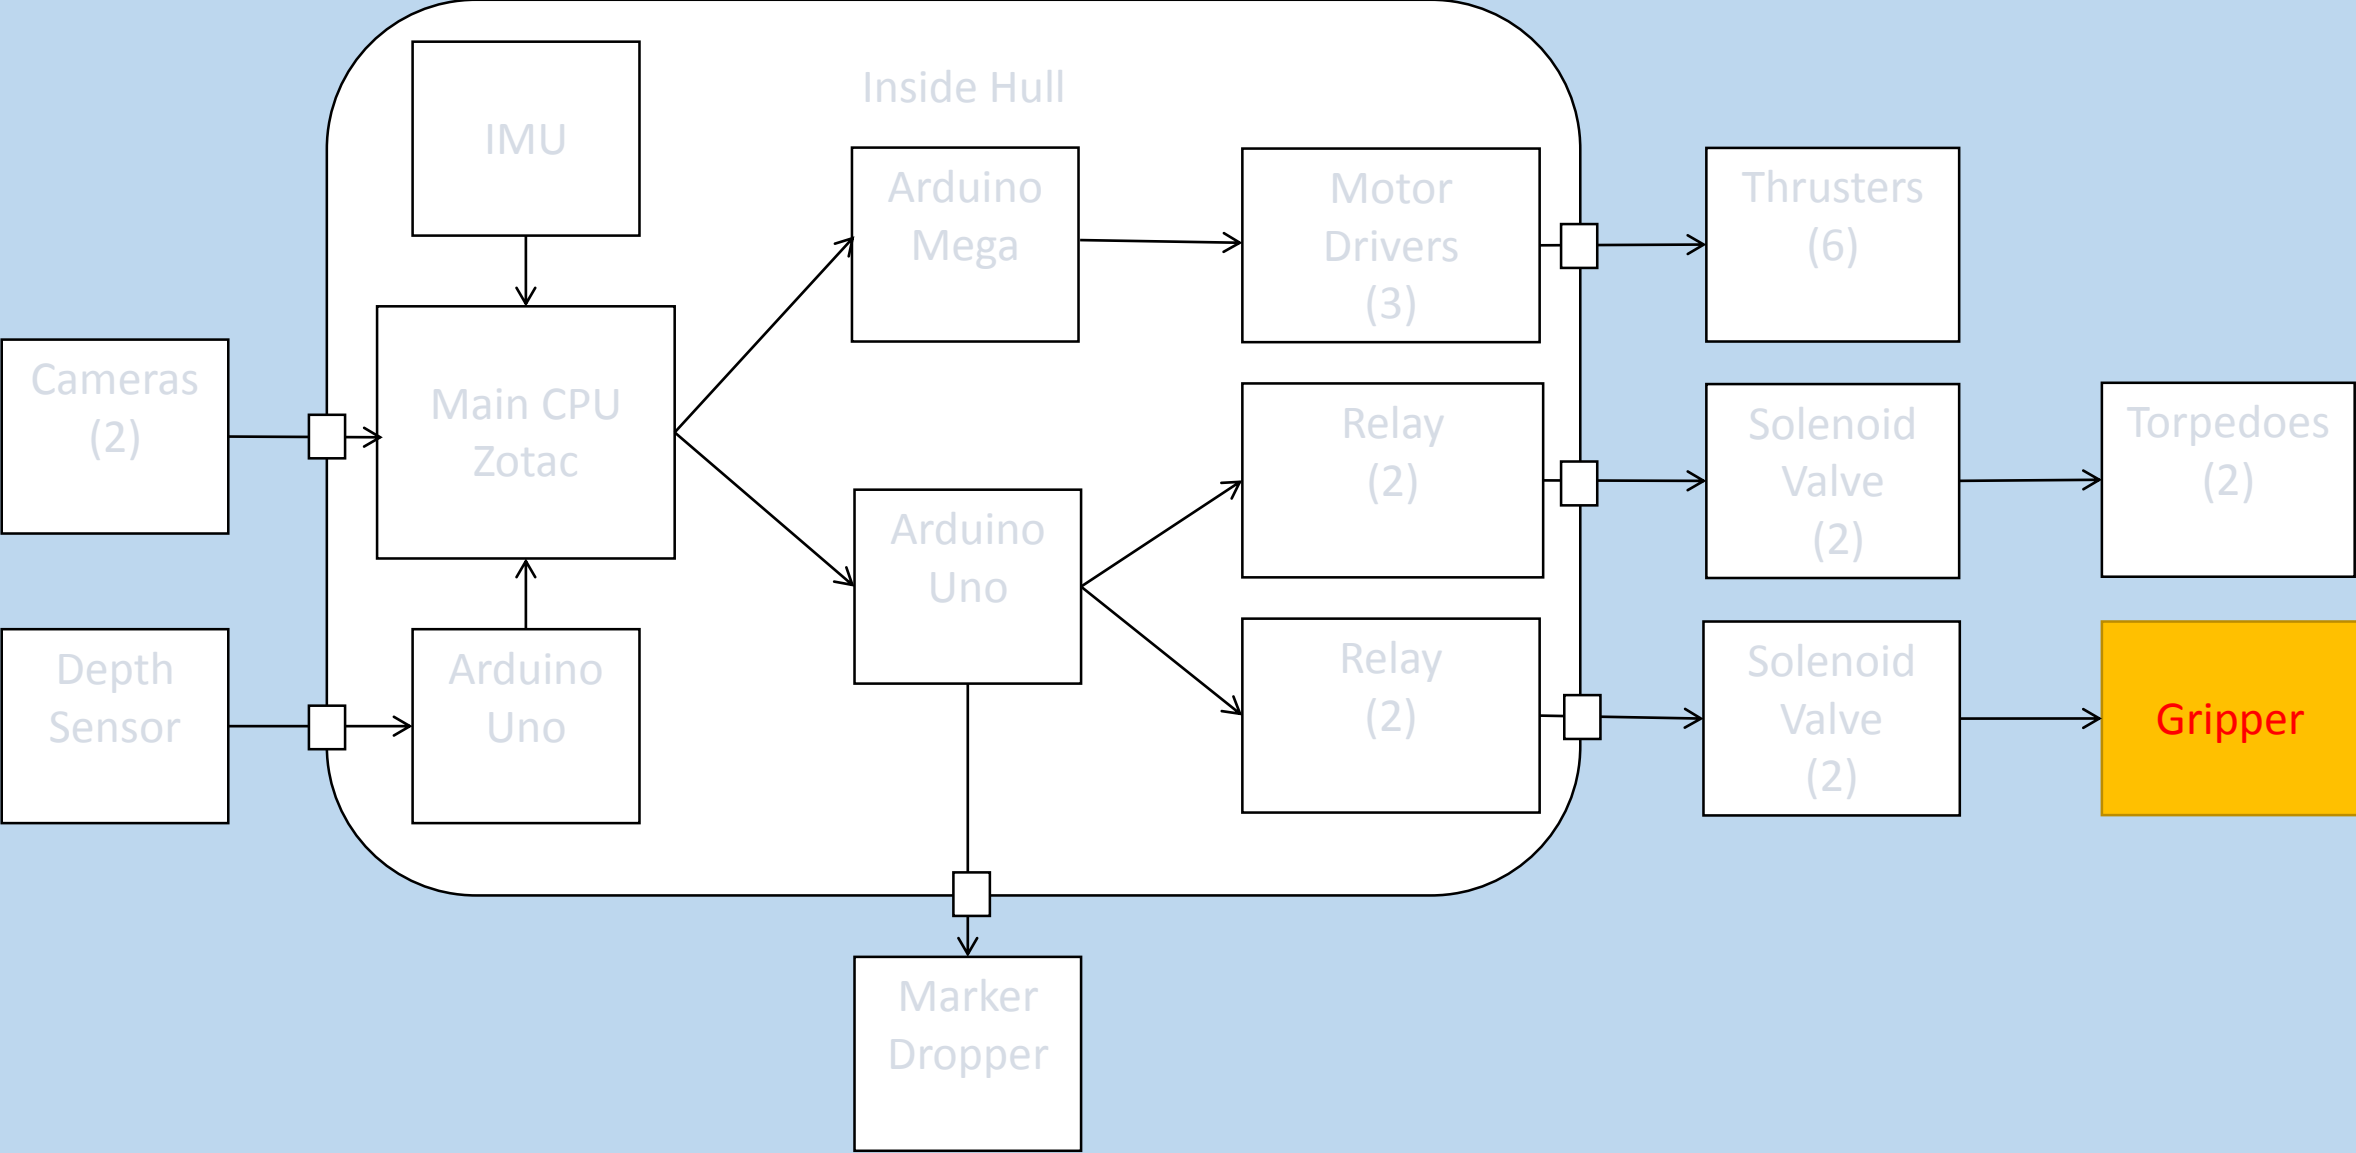 Inside Hull
IMU
Arduino
Mega
Motor
Drivers
(3)
Thrusters
(6)
Cameras
(2)
Main CPU
Zotac
Relay
(2)
Solenoid
Valve
(2)
Torpedoes
(2)
Arduino
Uno
Depth
Sensor
Arduino
Uno
Relay
(2)
Solenoid
Valve
(2)
Gripper
Marker
Dropper